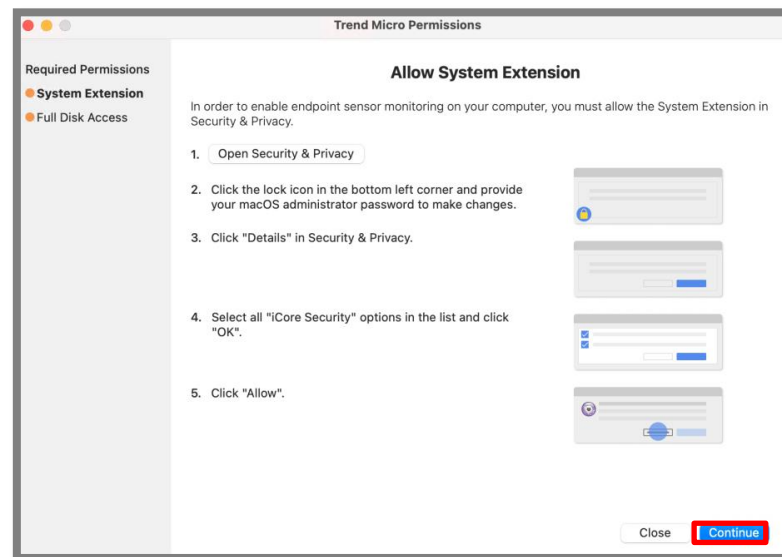 Trend Micro Permissions
Required Permissions
System Extension
Full Disk Access
Allow System Extension
In order to enable endpoint sensor monitoring on your computer, you must allow the System Extension in
Security & Privacy.
1. Open Security & Privacy
2. Click the lock icon in the bottom left corner and provide
your macOS administrator password to make changes.
3. Click "Details" in Security & Privacy.
4. Select all "iCore Security" options in the list and click
"OK".
5. Click "Allow".
Close Continue